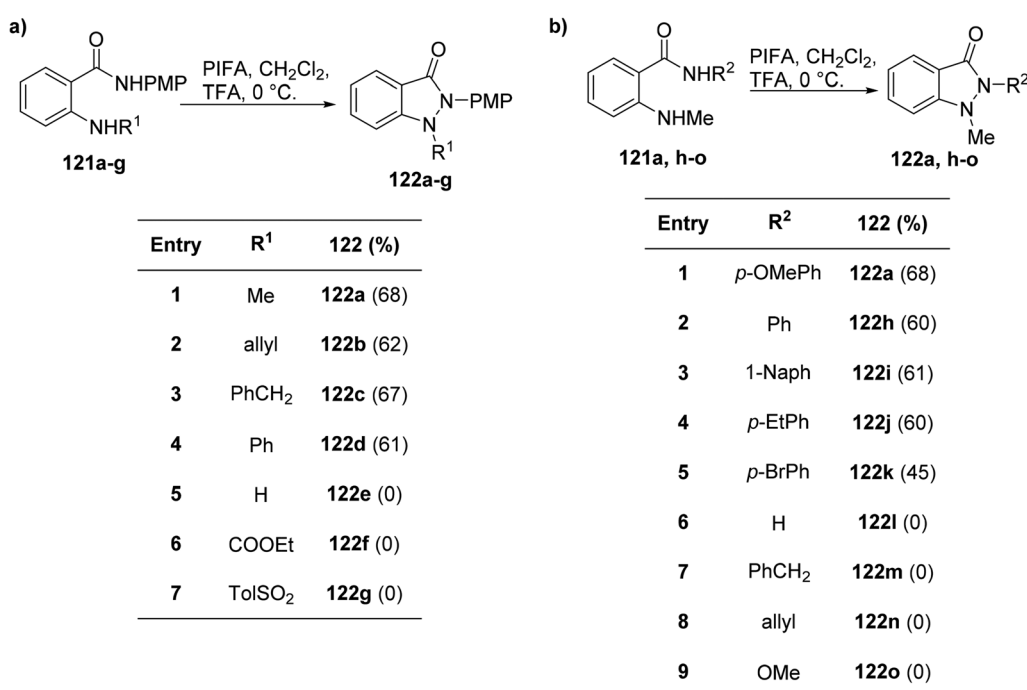 a)
O
NHPMP
NHR¹
121a-g
PIFA, CH₂Cl₂,
TFA, 0 °C.
O
N-PMP
N
R¹
122a-g
Entry R¹ 122 (%)
1 Me 122a (68)
2 allyl 122b (62)
3 PhCH₂ 122c (67)
4 Ph 122d (61)
5 H 122e (0)
6 COOEt 122f (0)
7 TolSO₂ 122g (0)
b)
O
NHR²
NHMe
121a, h-o
PIFA, CH₂Cl₂,
TFA, 0 °C.
O
N-R²
N
Me
122a, h-o
Entry R² 122 (%)
1 p-OMePh 122a (68)
2 Ph 122h (60)
3 1-Naph 122i (61)
4 p-EtPh 122j (60)
5 p-BrPh 122k (45)
6 H 122l (0)
7 PhCH₂ 122m (0)
8 allyl 122n (0)
9 OMe 122o (0)